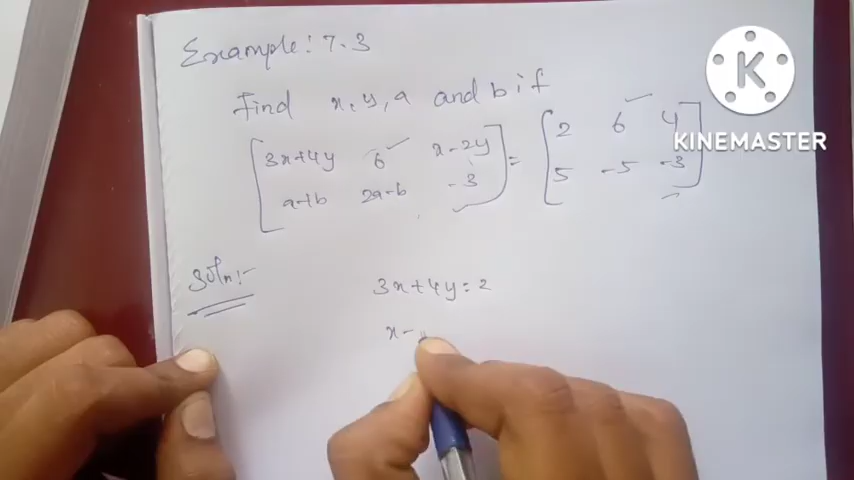 Example: 7.3
Find x, y, a and b if
[3x+4y 6 x-2y
a+b 2a-b -3] = [2 6 4
5 -5 -3]
Soln:-
3x+4y=2
x-
KINEMASTER